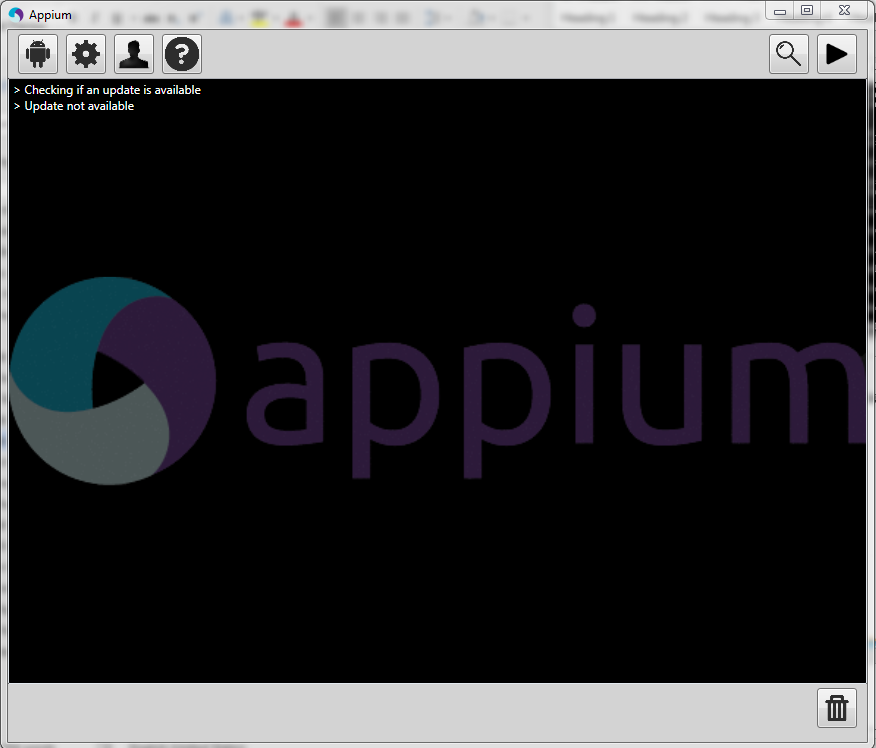 Appium
?
> Checking if an update is available
> Update not available
appium